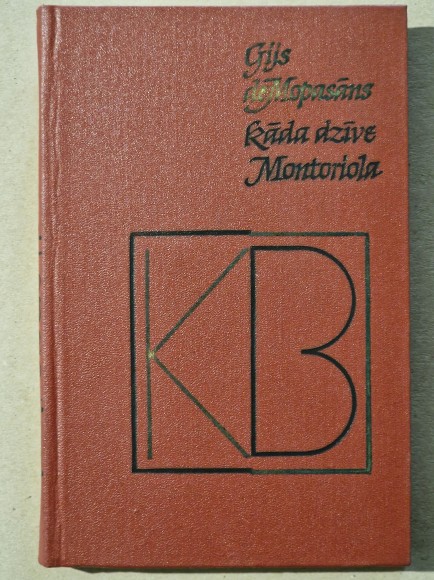 Gijs
de Mopasāns
kāda dzīve
Montoriola
KB